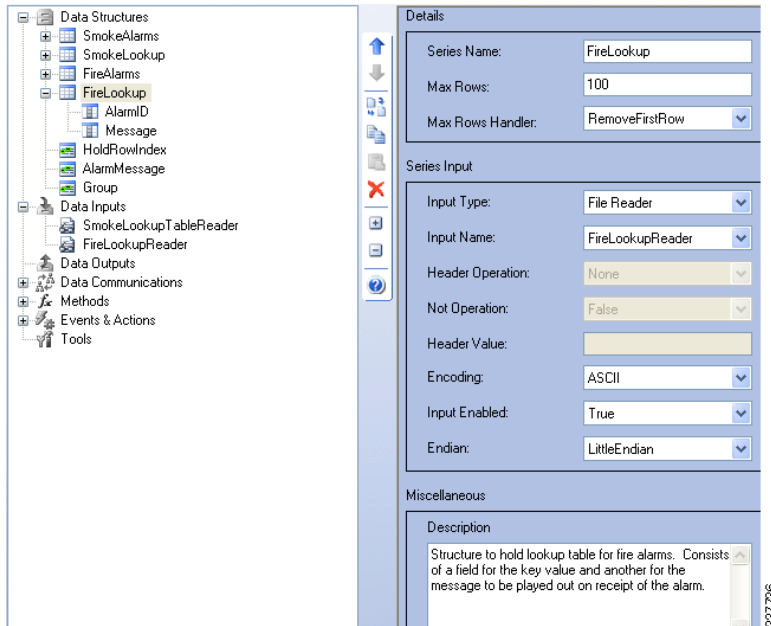 Data Structures
SmokeAlarms
SmokeLookup
FireAlarms
FireLookup
AlarmID
Message
HoldRowIndex
AlarmMessage
Group
Data Inputs
SmokeLookupTableReader
FireLookupReader
Data Outputs
Data Communications
Methods
Events & Actions
Tools
Details
Series Name: FireLookup
Max Rows: 100
Max Rows Handler: RemoveFirstRow
Series Input
Input Type: File Reader
Input Name: FireLookupReader
Header Operation: None
Not Operation: False
Header Value:
Encoding: ASCII
Input Enabled: True
Endian: LittleEndian
Miscellaneous
Description
Structure to hold lookup table for fire alarms. Consists
of a field for the key value and another for the
message to be played out on receipt of the alarm.
227796